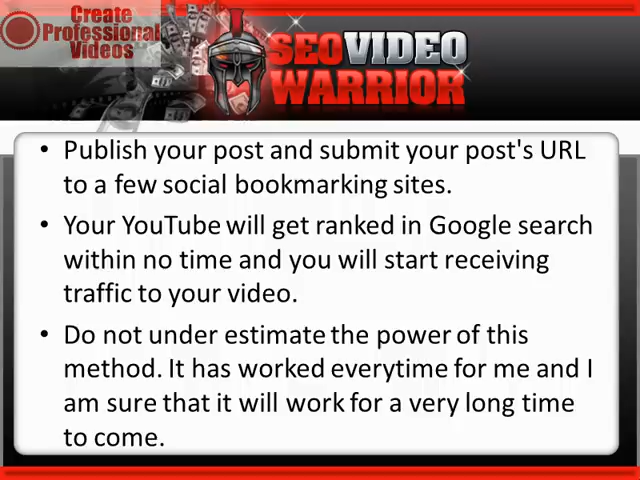 Create
Professional
Videos
SEOVIDEO
WARRIOR
• Publish your post and submit your post's URL
to a few social bookmarking sites.
• Your YouTube will get ranked in Google search
within no time and you will start receiving
traffic to your video.
• Do not under estimate the power of this
method. It has worked everytime for me and I
am sure that it will work for a very long time
to come.